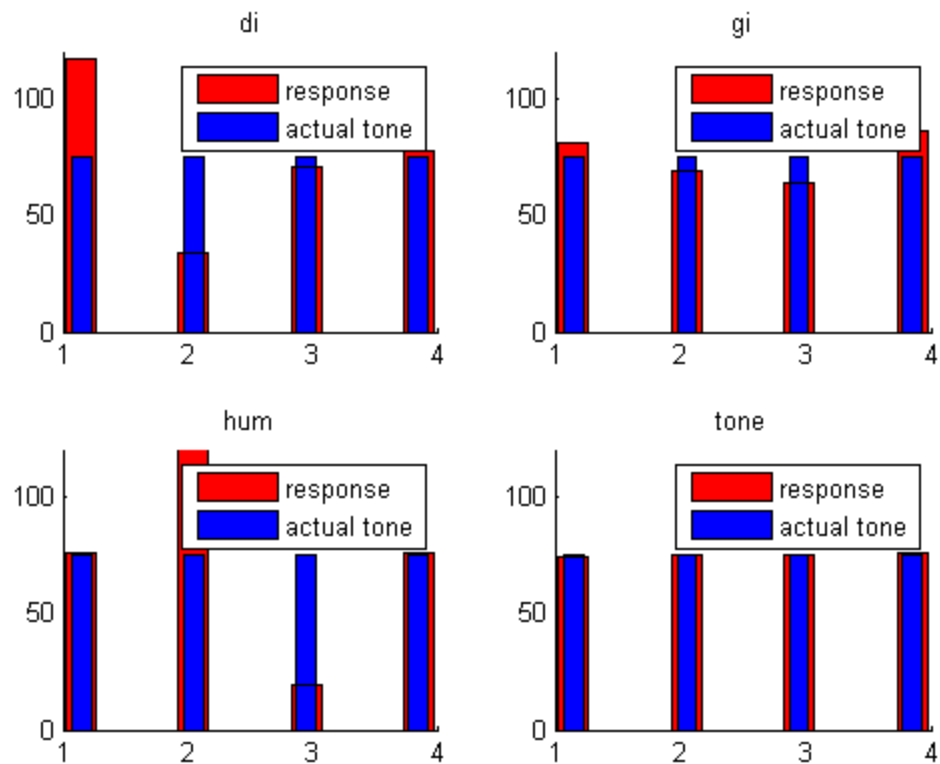 di
100
50
0
1 2 3 4
response
actual tone
gi
100
50
0
1 2 3 4
response
actual tone
hum
100
50
0
1 2 3 4
response
actual tone
tone
100
50
0
1 2 3 4
response
actual tone